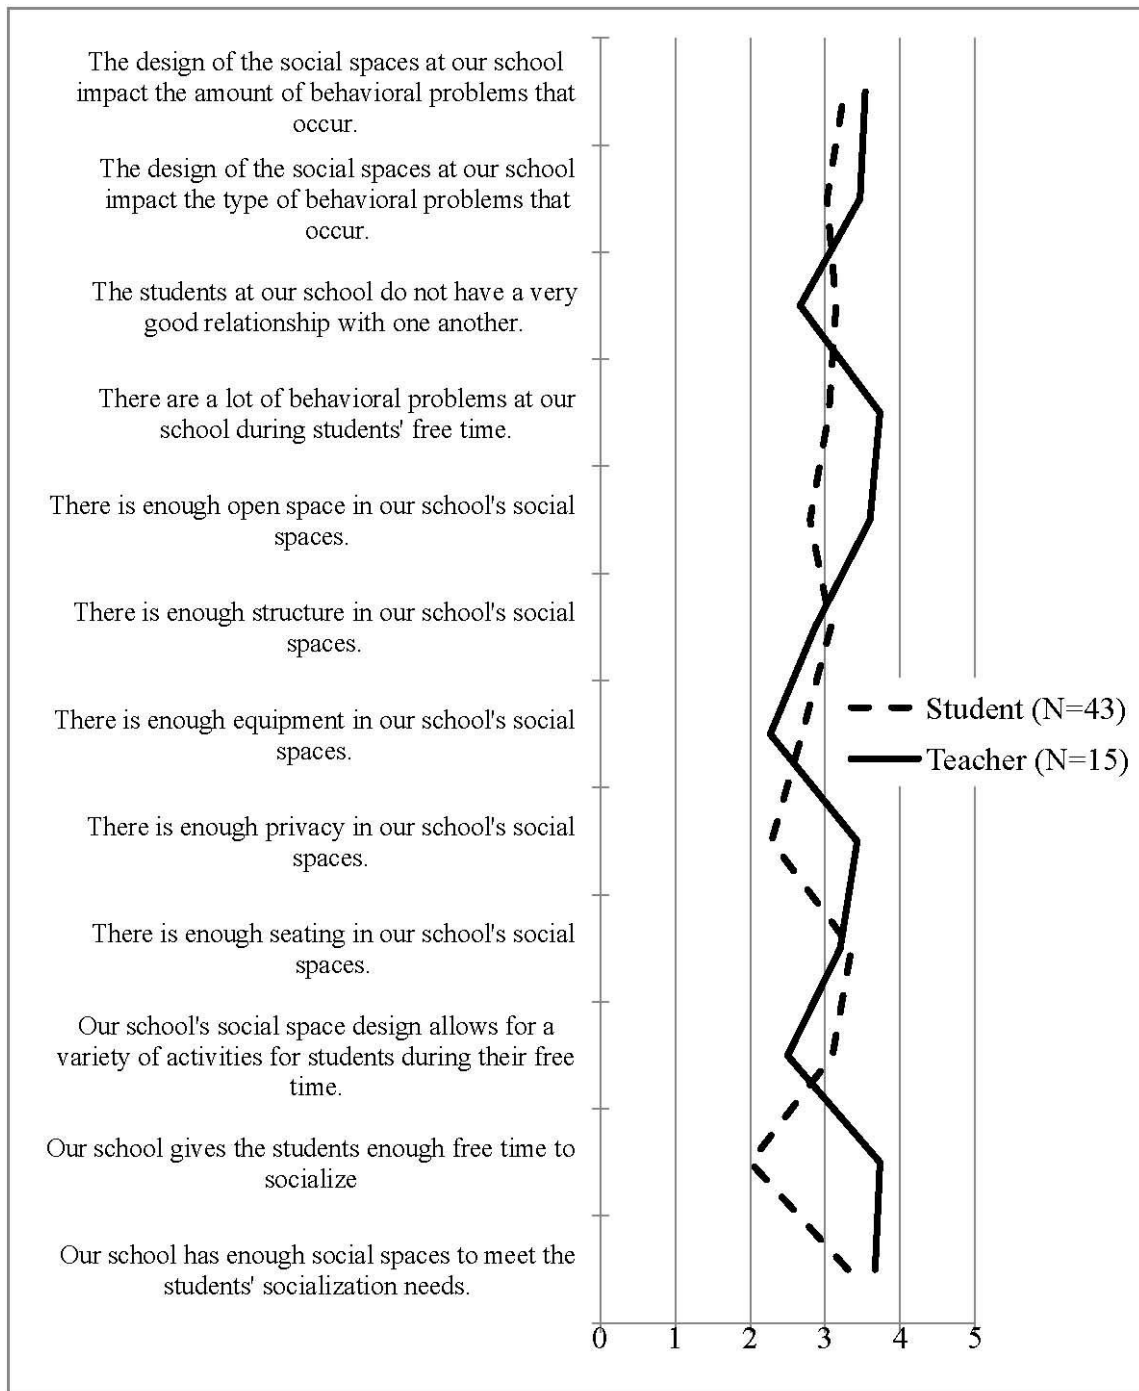 The design of the social spaces at our school
impact the amount of behavioral problems that
occur.
The design of the social spaces at our school
impact the type of behavioral problems that
occur.
The students at our school do not have a very
good relationship with one another.
There are a lot of behavioral problems at our
school during students' free time.
There is enough open space in our school's social
spaces.
There is enough structure in our school's social
spaces.
There is enough equipment in our school's social
spaces.
There is enough privacy in our school's social
spaces.
There is enough seating in our school's social
spaces.
Our school's social space design allows for a
variety of activities for students during their free
time.
Our school gives the students enough free time to
socialize
Our school has enough social spaces to meet the
students' socialization needs.
Student (N=43)
Teacher (N=15)
0 1 2 3 4 5